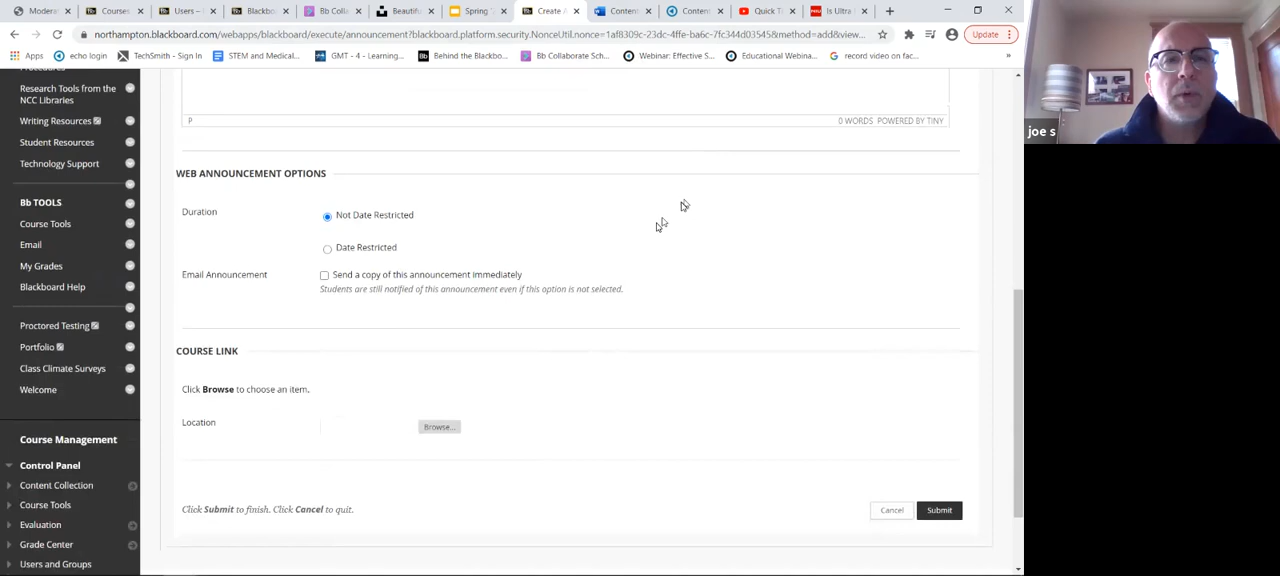 Moderat
Courses
Users –
Blackbo
Bb Colla
Beautifu
Spring T
Create A
Content
Content
Quick To
Is Ultra
northampton.blackboard.com/webapps/blackboard/execute/announcement?blackboard.platform.security.NonceUtil.nonce=1af8309c-23dc-4ffe-ba6c-7fc344d03545&method=add&view...
Update
Apps
echo login
TechSmith - Sign In
STEM and Medical...
GMT - 4 - Learning...
Behind the Blackbo...
Bb Collaborate Sch...
Webinar: Effective S...
Educational Webina...
record video on fac...
»
Procedures
Research Tools from the
NCC Libraries
Writing Resources
Student Resources
Technology Support
Bb TOOLS
Course Tools
Email
My Grades
Blackboard Help
Proctored Testing
Portfolio
Class Climate Surveys
Welcome
Course Management
Control Panel
Content Collection
Course Tools
Evaluation
Grade Center
Users and Groups
P
0 WORDS POWERED BY TINY
WEB ANNOUNCEMENT OPTIONS
Duration
Not Date Restricted
Date Restricted
Email Announcement
Send a copy of this announcement immediately
Students are still notified of this announcement even if this option is not selected.
COURSE LINK
Click Browse to choose an item.
Location
Browse...
Click Submit to finish. Click Cancel to quit.
Cancel
Submit
joe s